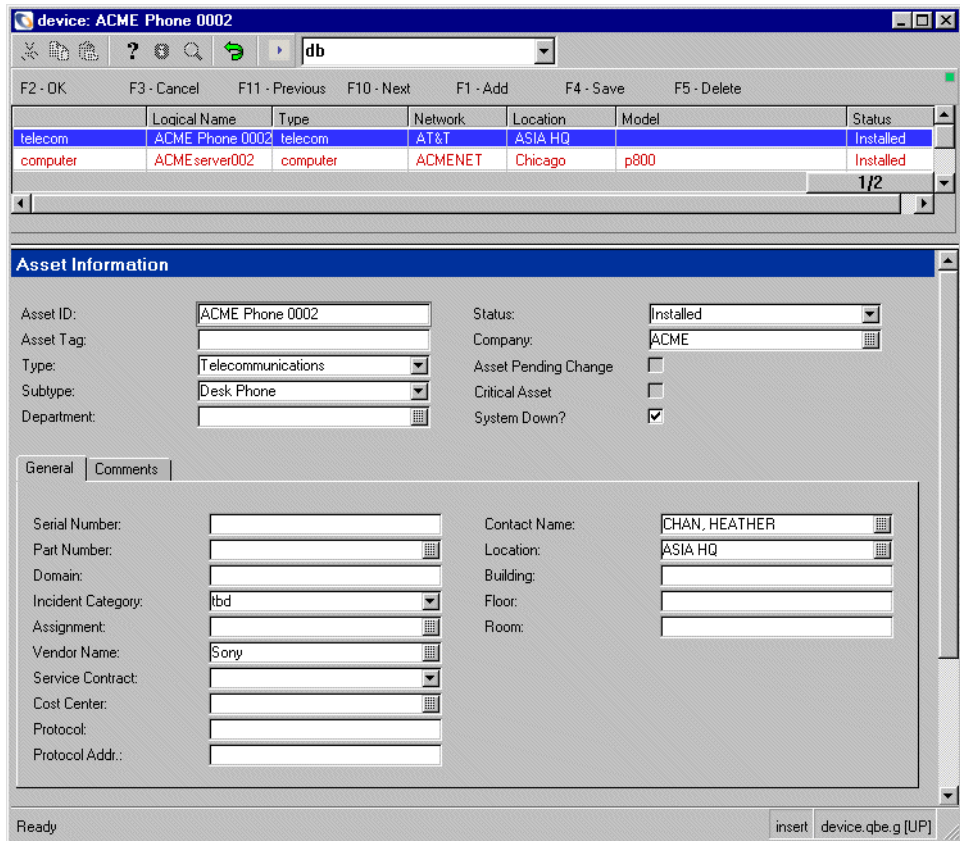 device: ACME Phone 0002
? db
F2 - OK F3 - Cancel F11 - Previous F10 - Next F1 - Add F4 - Save F5 - Delete
Logical Name Type Network Location Model Status
telecom ACME Phone 0002 telecom AT&T ASIA HQ Installed
computer ACMEserver002 computer ACMENET Chicago p800 Installed
1/2
Asset Information
Asset ID: ACME Phone 0002 Status: Installed
Asset Tag: Company: ACME
Type: Telecommunications Asset Pending Change
Subtype: Desk Phone Critical Asset
Department: System Down?
General Comments
Serial Number: Contact Name: CHAN, HEATHER
Part Number: Location: ASIA HQ
Domain: Building:
Incident Category: tbd Floor:
Assignment: Room:
Vendor Name: Sony
Service Contract:
Cost Center:
Protocol:
Protocol Addr.:
Ready insert device.qbe.g [UP]